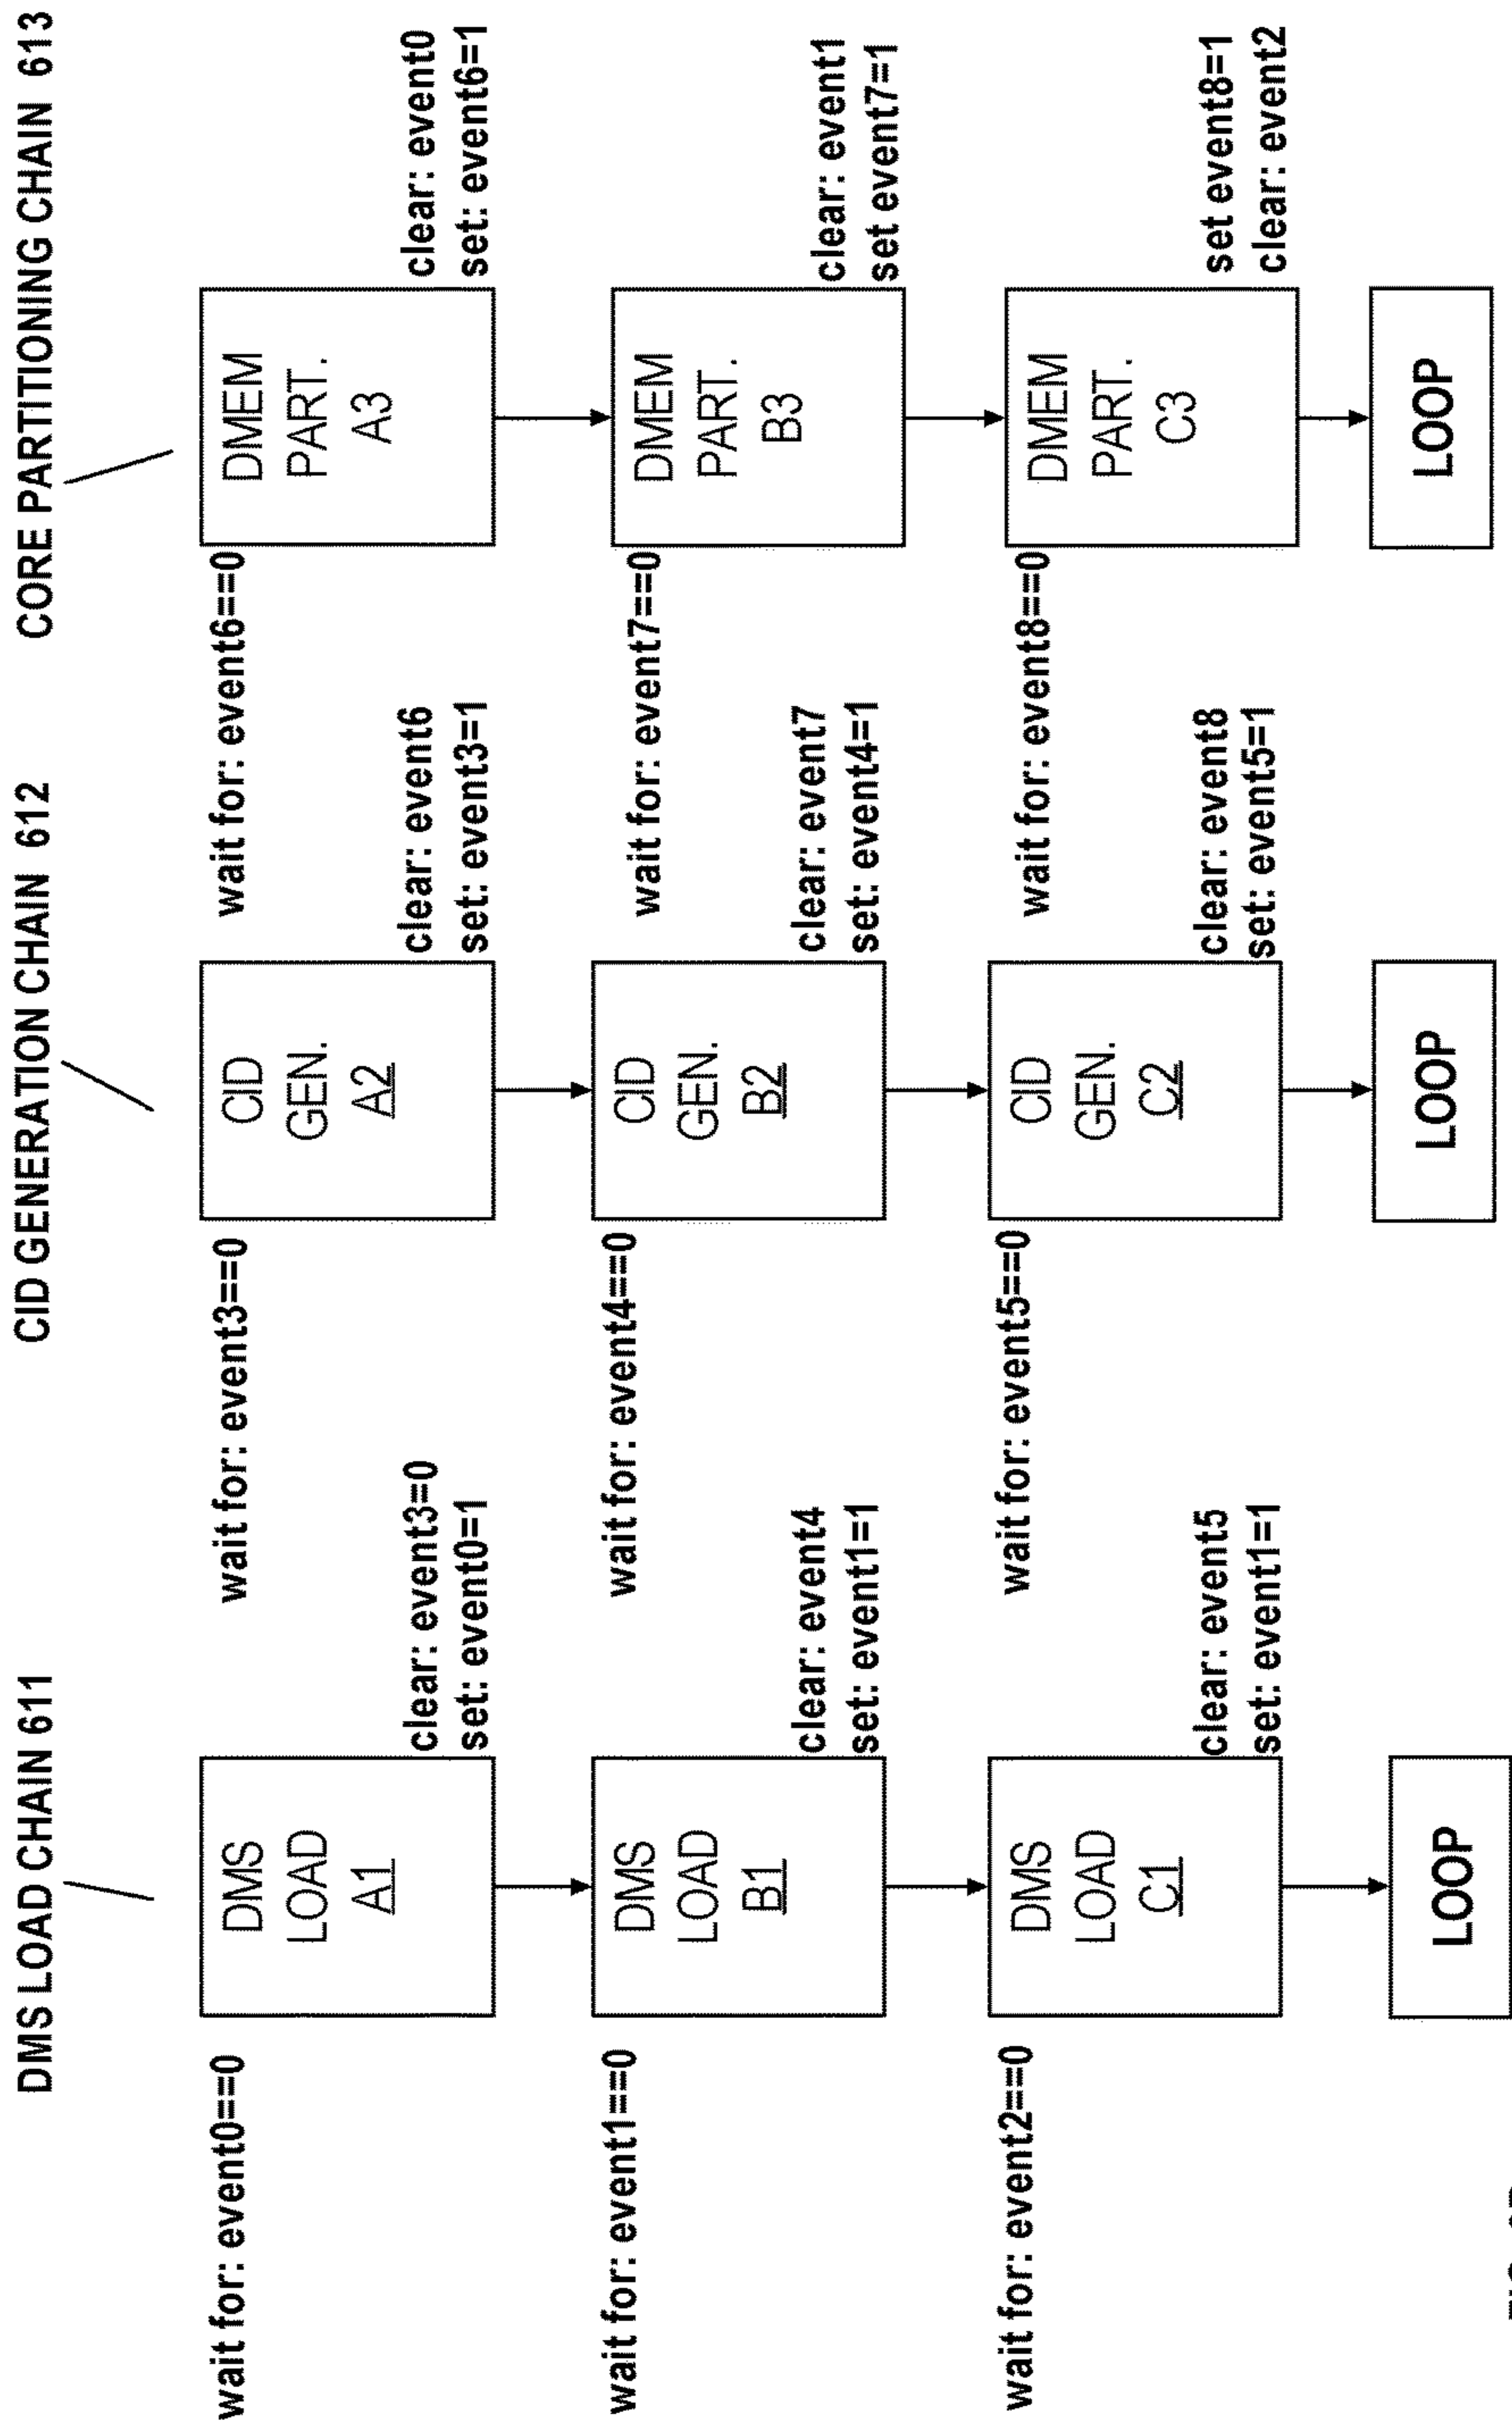 DMS LOAD CHAIN 611
CID GENERATION CHAIN 612
CORE PARTITIONING CHAIN 613
wait for: event0==0
DMS
LOAD
A1
clear: event3=0
set: event0=1
wait for: event3==0
CID
GEN.
A2
clear: event6
set: event3=1
wait for: event6==0
DMEM
PART.
A3
clear: event0
set: event6=1
wait for: event1==0
DMS
LOAD
B1
clear: event4
set: event1=1
wait for: event4==0
CID
GEN.
B2
clear: event7
set: event4=1
wait for: event7==0
DMEM
PART.
B3
clear: event1
set event7=1
wait for: event2==0
DMS
LOAD
C1
clear: event5
set: event1=1
wait for: event5==0
CID
GEN.
C2
clear: event8
set: event5=1
wait for: event8==0
DMEM
PART.
C3
set event8=1
clear: event2
LOOP
LOOP
LOOP